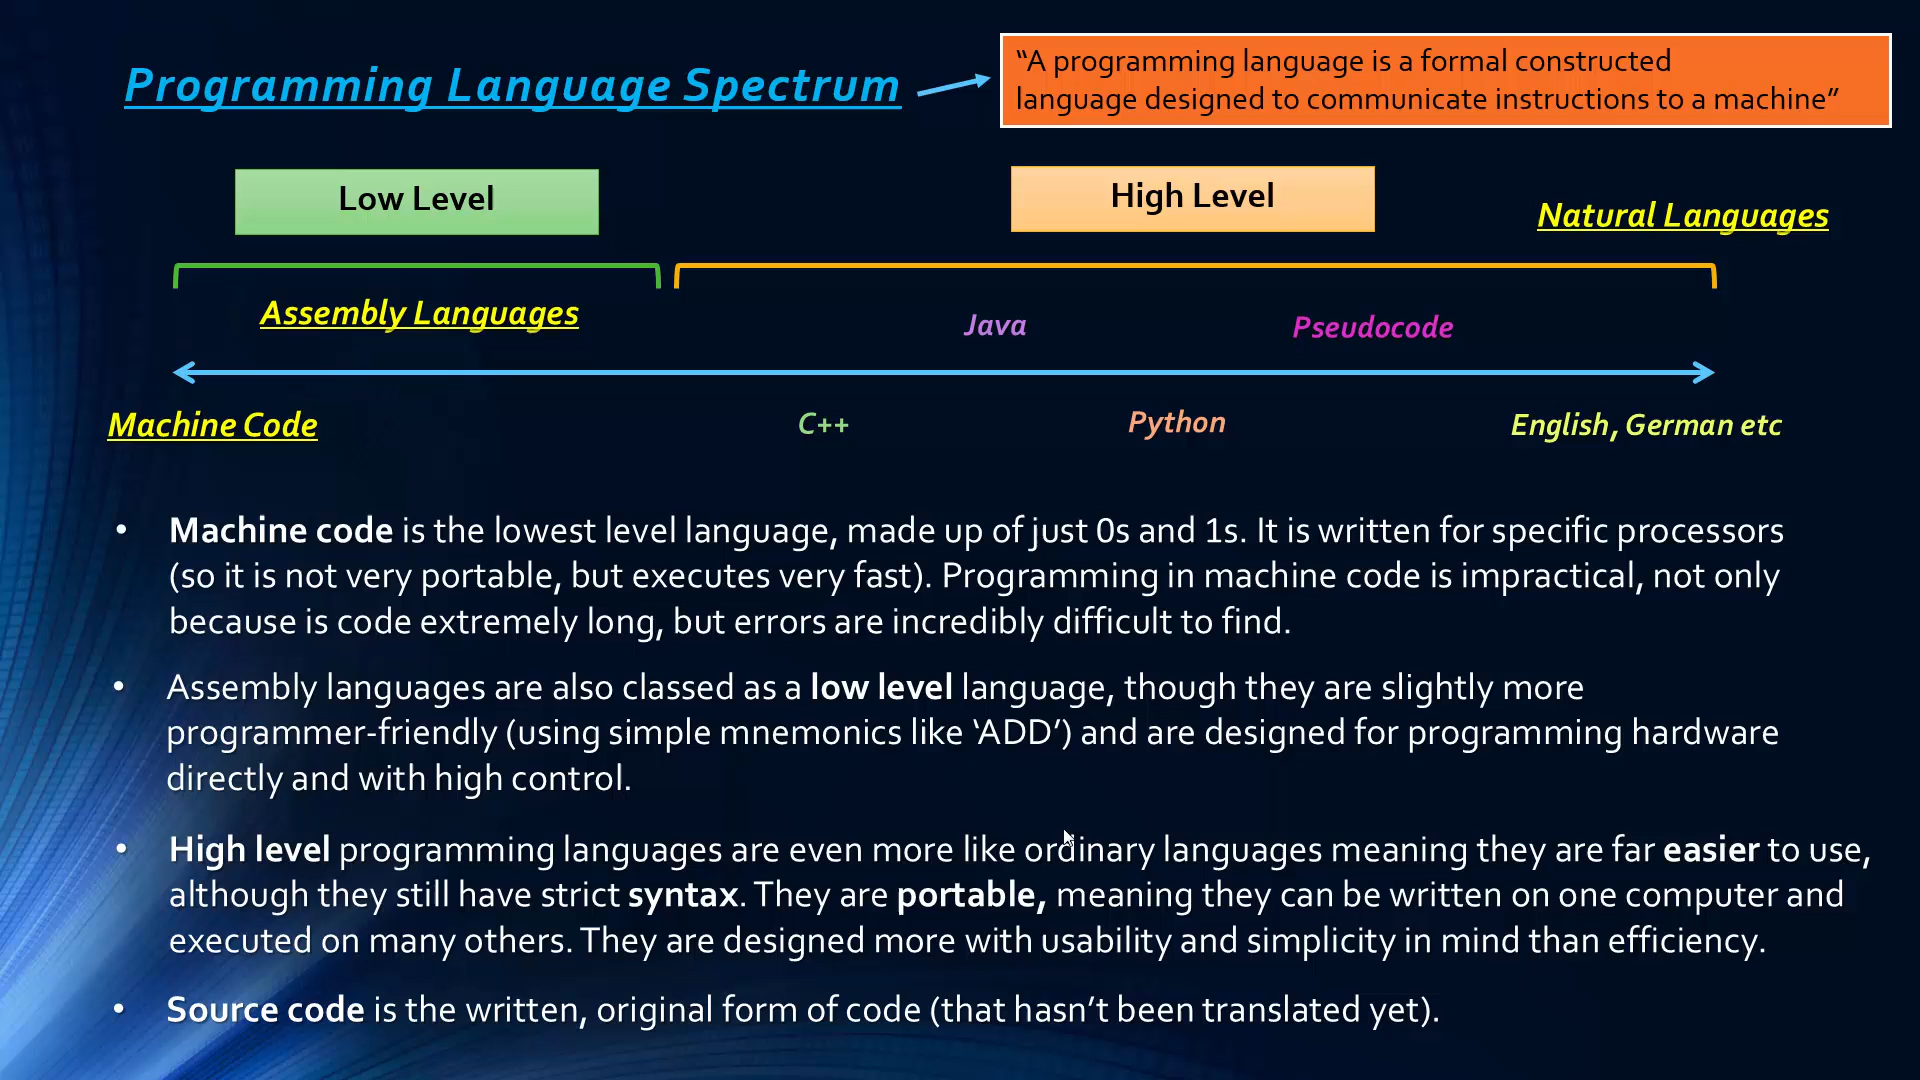 Programming Language Spectrum
“A programming language is a formal constructed
language designed to communicate instructions to a machine”
Low Level
High Level
Natural Languages
Assembly Languages
Java
Pseudocode
Machine Code
C++
Python
English, German etc
• Machine code is the lowest level language, made up of just 0s and 1s. It is written for specific processors
(so it is not very portable, but executes very fast). Programming in machine code is impractical, not only
because is code extremely long, but errors are incredibly difficult to find.
• Assembly languages are also classed as a low level language, though they are slightly more
programmer-friendly (using simple mnemonics like ‘ADD’) and are designed for programming hardware
directly and with high control.
• High level programming languages are even more like ordinary languages meaning they are far easier to use,
although they still have strict syntax. They are portable, meaning they can be written on one computer and
executed on many others. They are designed more with usability and simplicity in mind than efficiency.
• Source code is the written, original form of code (that hasn’t been translated yet).